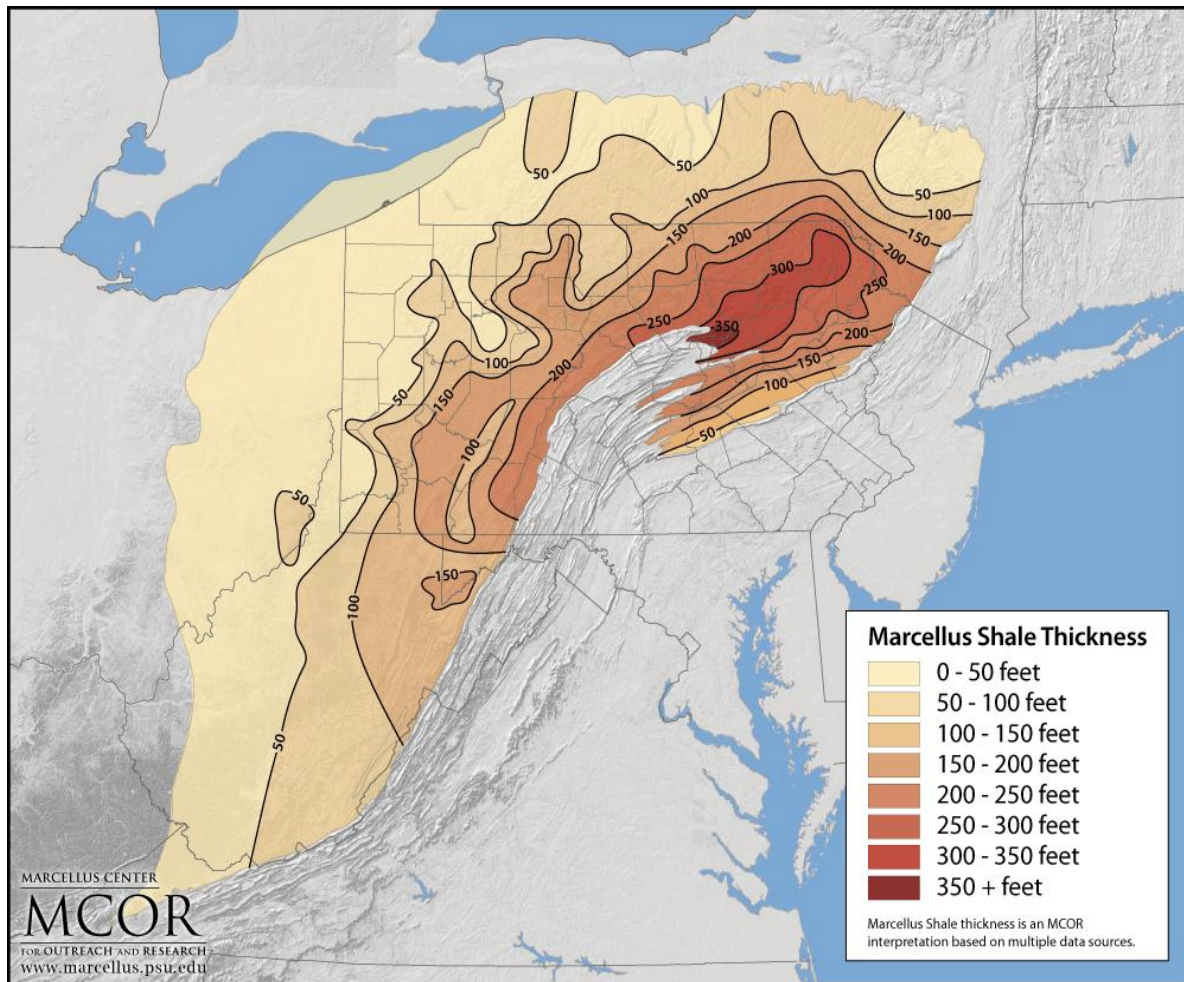 50
50
50
100
100
150
150
200
200
300
250
250
-350
200
100
200
150
50
150
100
100
50
50
150
100
50
Marcellus Shale Thickness
0 - 50 feet
50 - 100 feet
100 - 150 feet
150 - 200 feet
200 - 250 feet
250 - 300 feet
300 - 350 feet
350 + feet
Marcellus Shale thickness is an MCOR
interpretation based on multiple data sources.
MARCELLUS CENTER
MCOR
FOR OUTREACH AND RESEARCH
www.marcellus.psu.edu